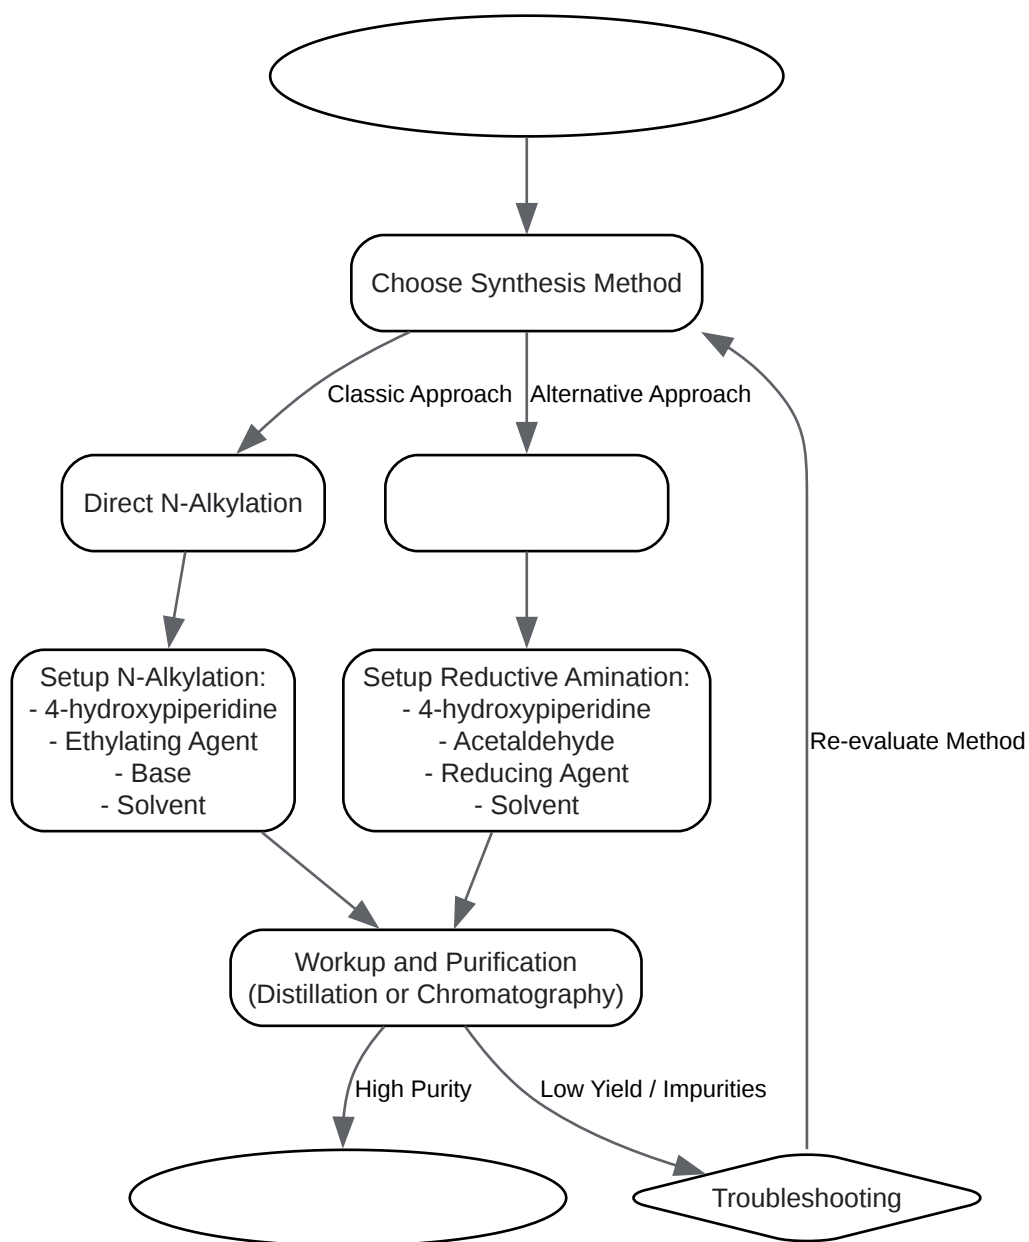 Choose Synthesis Method
Classic Approach
Alternative Approach
Direct N-Alkylation
Setup N-Alkylation:
- 4-hydroxypiperidine
- Ethylating Agent
- Base
- Solvent
Setup Reductive Amination:
- 4-hydroxypiperidine
- Acetaldehyde
- Reducing Agent
- Solvent
Re-evaluate Method
Workup and Purification
(Distillation or Chromatography)
High Purity
Low Yield / Impurities
Troubleshooting